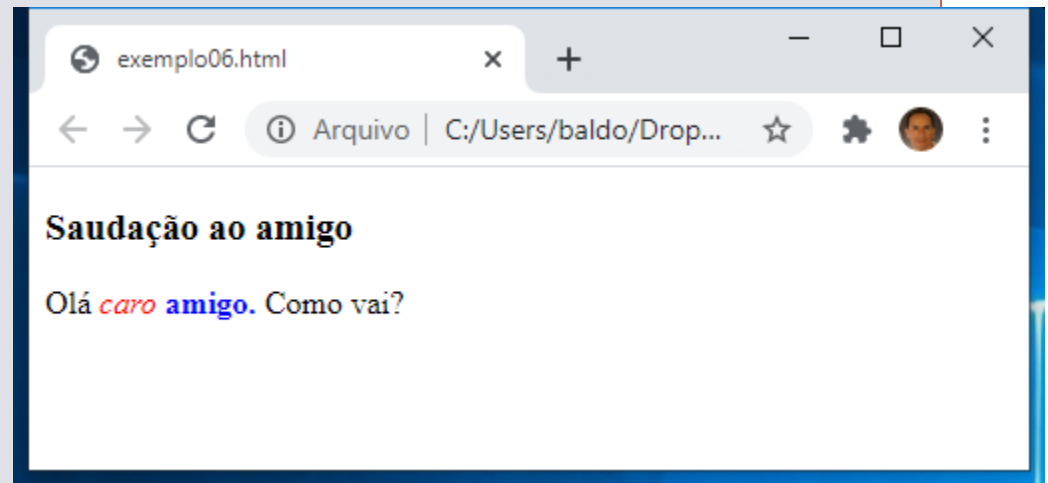 exemplo06.html
Arquivo | C:/Users/baldo/Drop...
Saudação ao amigo
Olá caro amigo. Como vai?